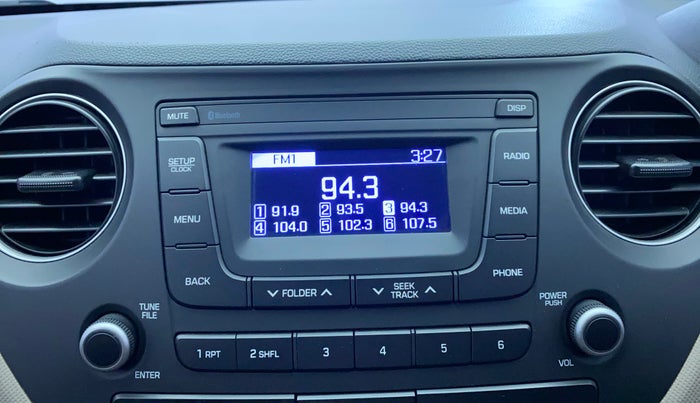 MUTE Bluetooth DISP
SETUP
CLOCK
FM1 3:27
RADIO
94.3
1 91.9 2 93.5 3 94.3
4 104.0 5 102.3 6 107.5
MENU
MEDIA
BACK
FOLDER
SEEK
TRACK
PHONE
TUNE
FILE
ENTER
POWER
PUSH
VOL
1 RPT 2 SHFL 3 4 5 6